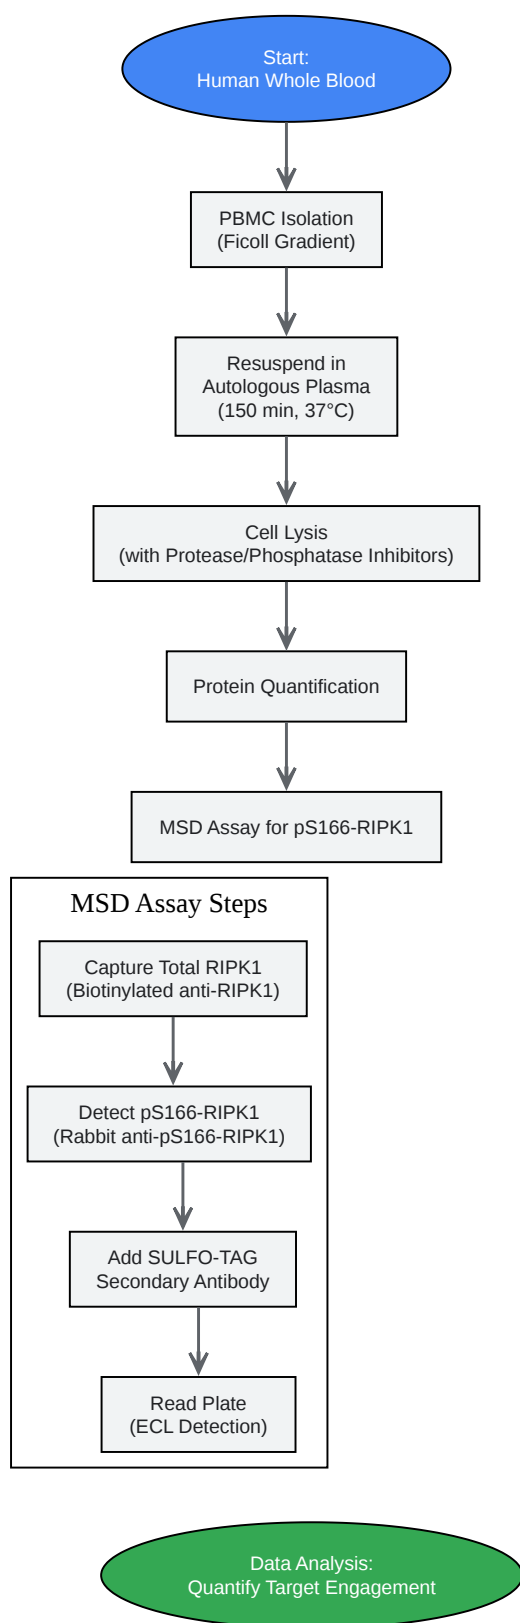 Start:
Human Whole Blood
PBMC Isolation
(Ficoll Gradient)
Resuspend in
Autologous Plasma
(150 min, 37°C)
Cell Lysis
(with Protease/Phosphatase Inhibitors)
Protein Quantification
MSD Assay for pS166-RIPK1
MSD Assay Steps
Capture Total RIPK1
(Biotinylated anti-RIPK1)
Detect pS166-RIPK1
(Rabbit anti-pS166-RIPK1)
Add SULFO-TAG
Secondary Antibody
Read Plate
(ECL Detection)
Data Analysis:
Quantify Target Engagement